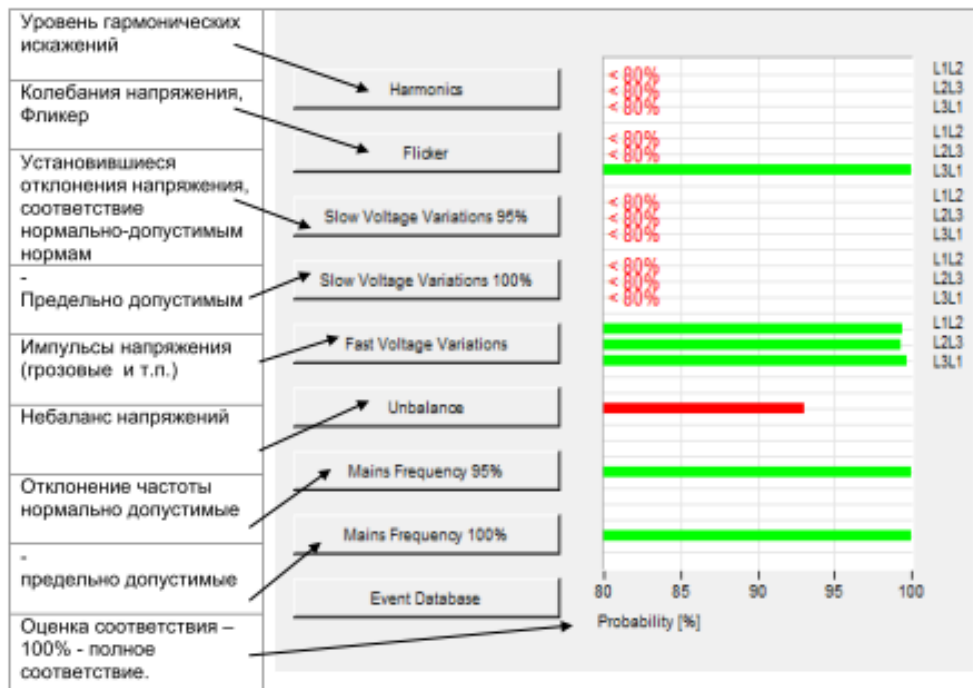 Уровень гармонических
искажений
Колебания напряжения,
Фликер
Установившиеся
отклонения напряжения,
соответствие
нормально-допустимым
нормам
-
Предельно допустимым
Импульсы напряжения
(грозовые и т.п.)
Небаланс напряжений
Отклонение частоты
нормально допустимые
-
предельно допустимые
Оценка соответствия –
100% - полное
соответствие.
Harmonics
Flicker
Slow Voltage Variations 95%
Slow Voltage Variations 100%
Fast Voltage Variations
Unbalance
Mains Frequency 95%
Mains Frequency 100%
Event Database
< 80%
< 80%
< 80%
< 80%
< 80%
< 80%
< 80%
< 80%
< 80%
< 80%
< 80%
L1L2
L2L3
L3L1
L1L2
L2L3
L3L1
L1L2
L2L3
L3L1
L1L2
L2L3
L3L1
L1L2
L2L3
L3L1
80 85 90 95 100
Probability [%]